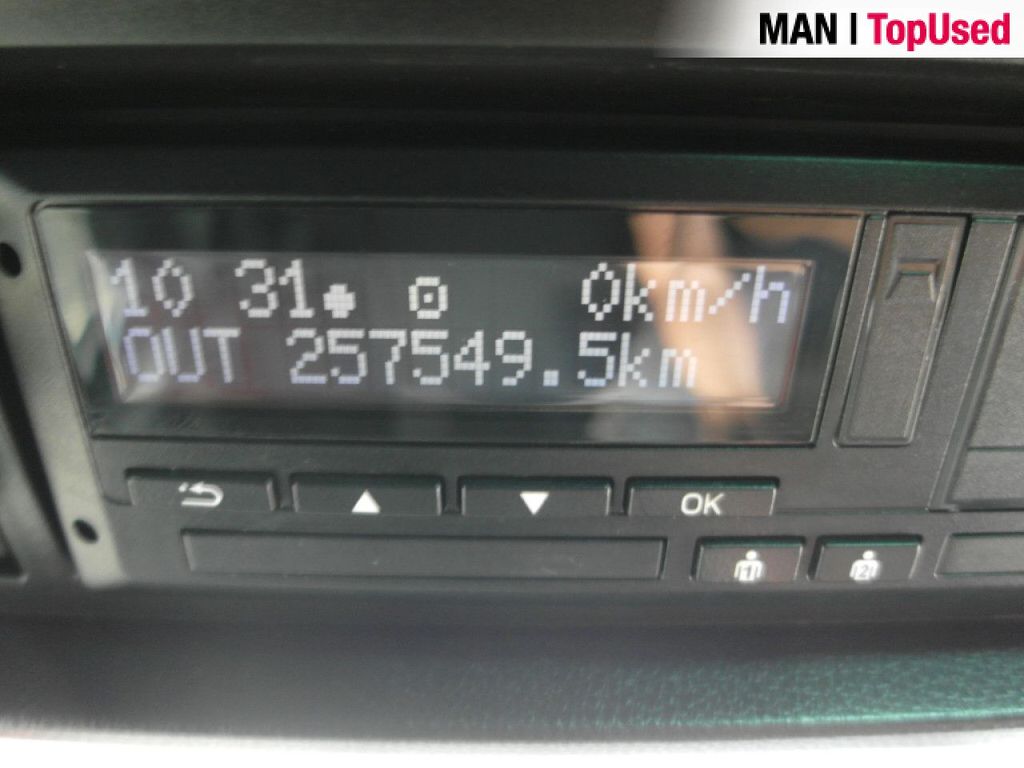 MAN | TopUsed
10 31 0km/h
OUT 257549.5km
OK
1 2